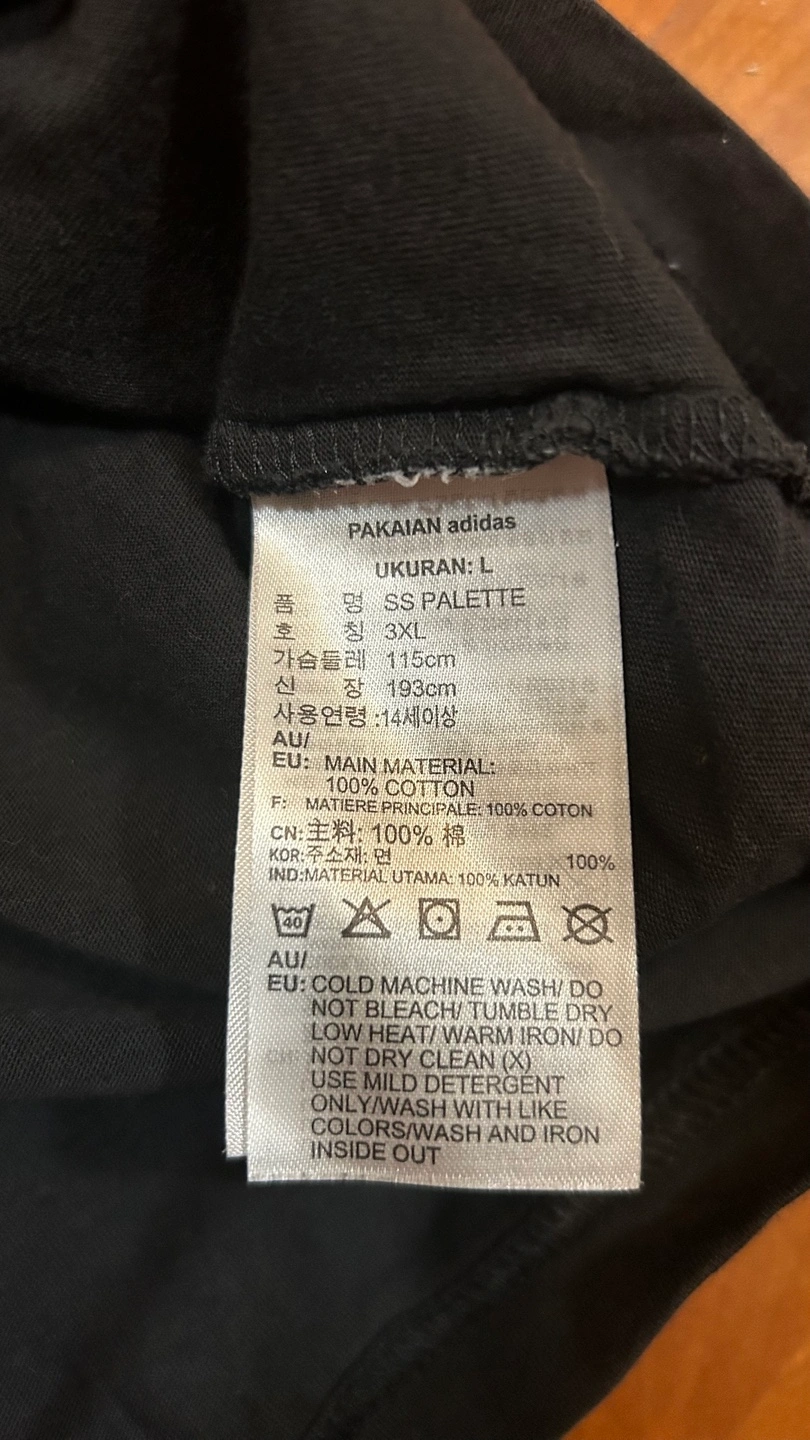 PAKAIAN adidas
UKURAN: L
품 명 SS PALETTE
호 칭 3XL
가슴둘레 115cm
신 장 193cm
사용연령 :14세이상
AU/
EU: MAIN MATERIAL:
100% COTTON
F: MATIERE PRINCIPALE: 100% COTON
CN:主料: 100% 棉
KOR:주소재: 면 100%
IND:MATERIAL UTAMA: 100% KATUN
40
AU/
EU: COLD MACHINE WASH/ DO
NOT BLEACH/ TUMBLE DRY
LOW HEAT/ WARM IRON/ DO
NOT DRY CLEAN (X)
USE MILD DETERGENT
ONLY/WASH WITH LIKE
COLORS/WASH AND IRON
INSIDE OUT